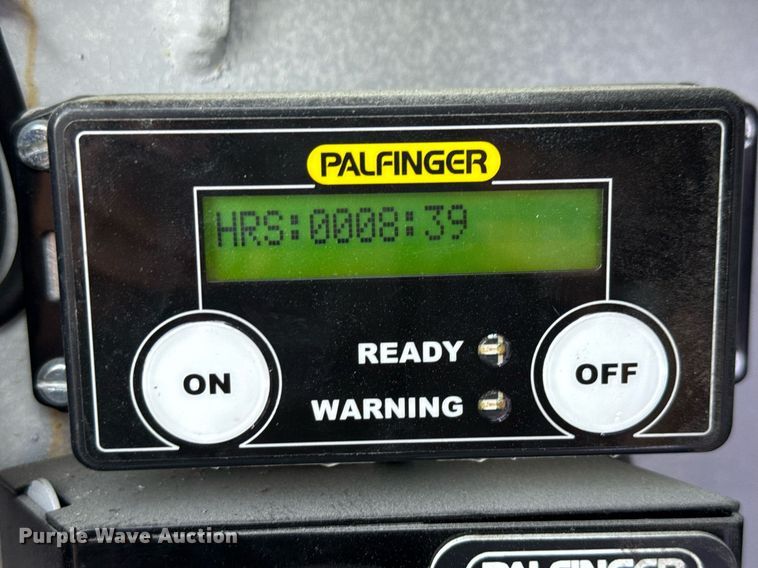 PALFINGER
HRS:0008:39
READY
ON
OFF
WARNING
PALFINGER
Purple Wave Auction